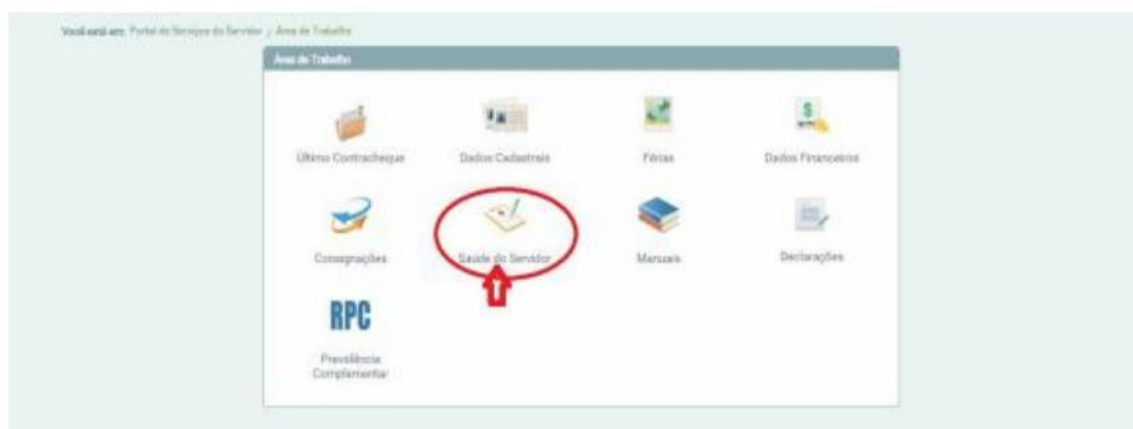 Você está em: Portal de Serviços do Servidor / Área de Trabalho
Área de Trabalho
Último Contracheque
Dados Cadastrais
Férias
Dados Financeiros
Consignações
Saúde do Servidor
Manuais
Declarações
RPC
Previdência
Complementar